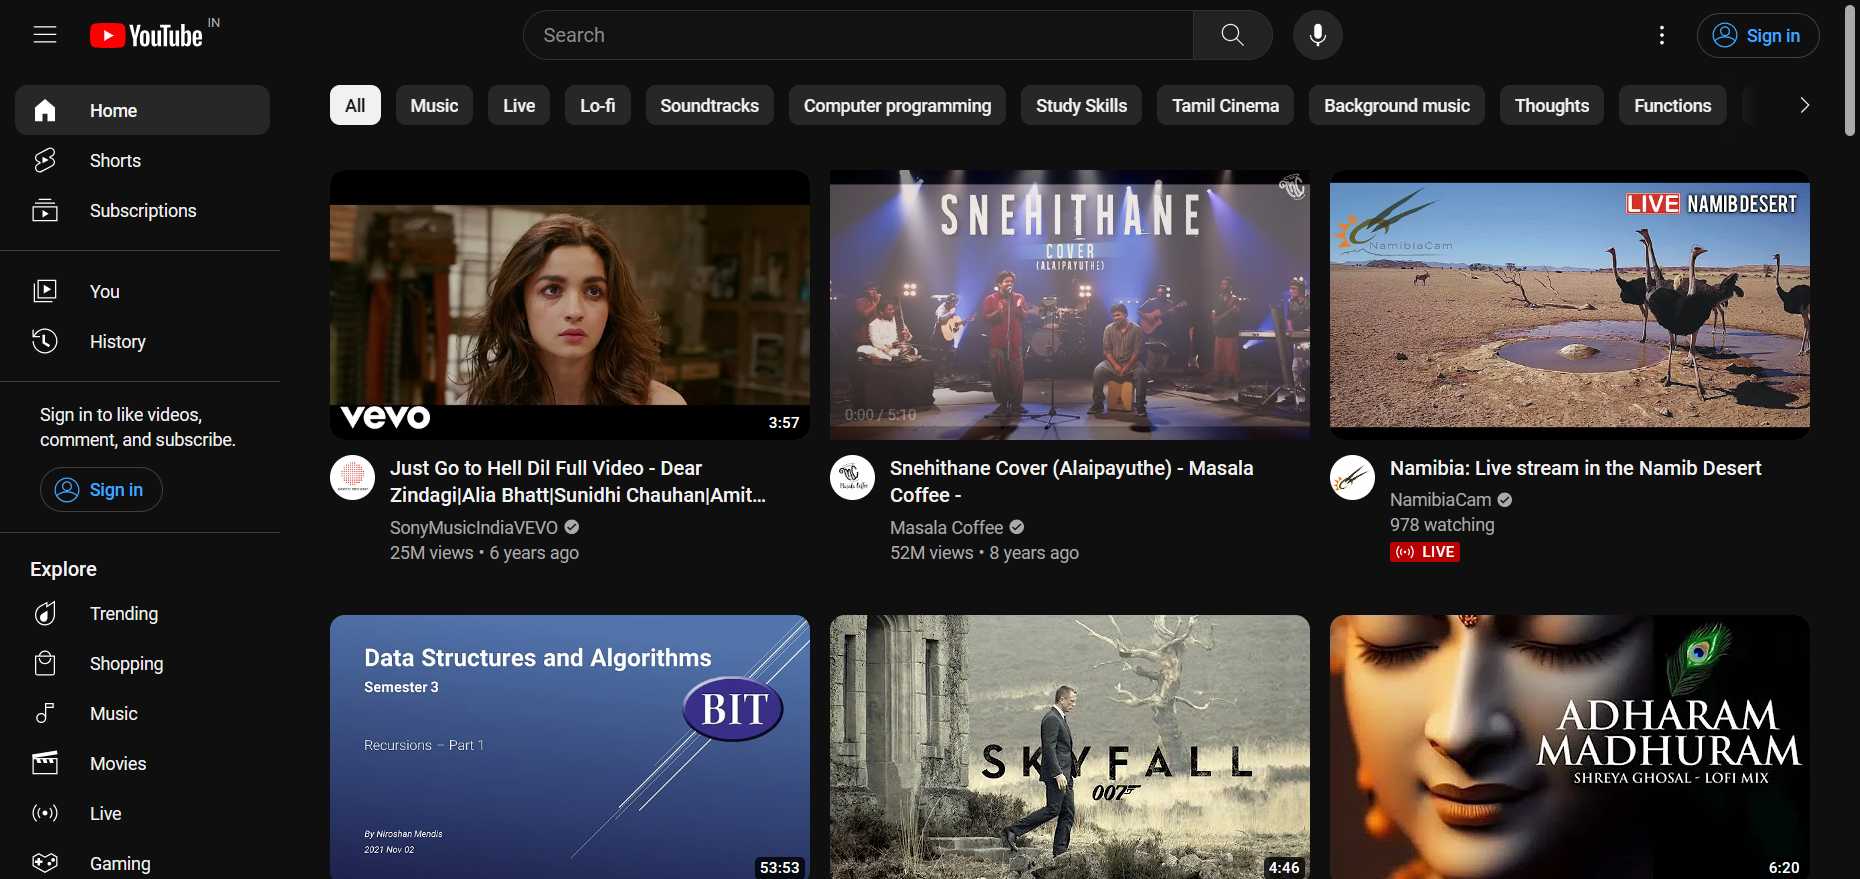 YouTube IN
Search
Sign in
Home
Shorts
Subscriptions
You
History
Sign in to like videos,
comment, and subscribe.
Sign in
Explore
Trending
Shopping
Music
Movies
Live
Gaming
All
Music
Live
Lo-fi
Soundtracks
Computer programming
Study Skills
Tamil Cinema
Background music
Thoughts
Functions
vevo
3:57
Just Go to Hell Dil Full Video - Dear
Zindagi|Alia Bhatt|Sunidhi Chauhan|Amit...
SonyMusicIndiaVEVO
25M views • 6 years ago
SNEHITHANE
COVER
(ALAIPAYUTHE)
0:00 / 5:10
Snehithane Cover (Alaipayuthe) - Masala
Coffee -
Masala Coffee
52M views • 8 years ago
LIVE NAMIB DESERT
NamibiaCam
Namibia: Live stream in the Namib Desert
NamibiaCam
978 watching
LIVE
Data Structures and Algorithms
Semester 3
BIT
Recursions – Part 1
By Niroshan Mendis
2021 Nov 02
53:53
SKYFALL
007
4:46
ADHARAM
MADHURAM
SHREYA GHOSAL - LOFI MIX
6:20